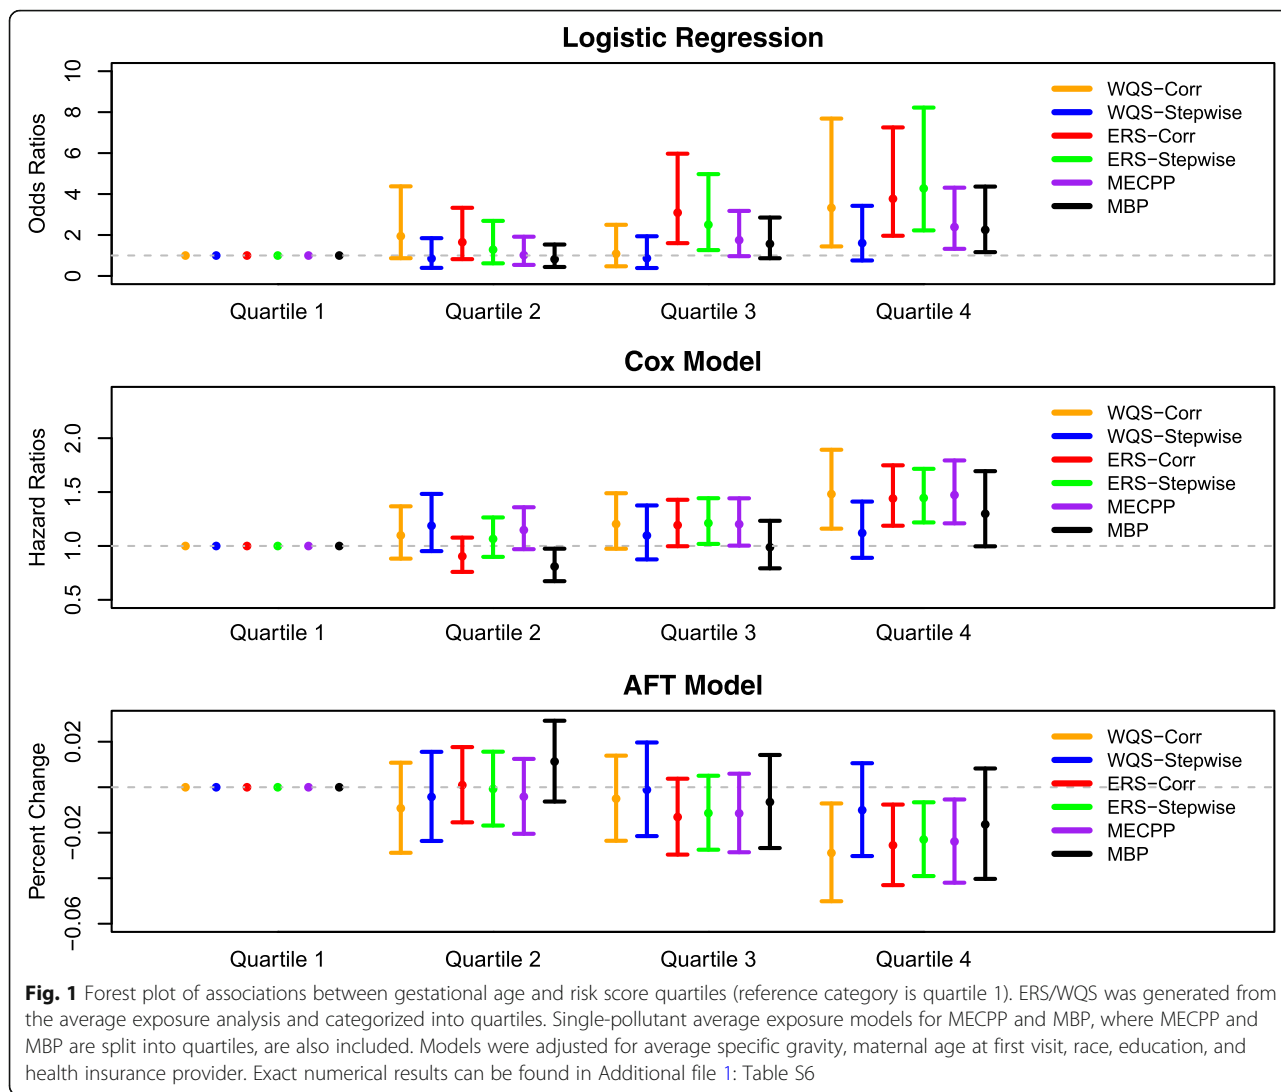 Logistic Regression
Odds Ratios
10
8
6
4
2
0
WQS−Corr
WQS−Stepwise
ERS−Corr
ERS−Stepwise
MECPP
MBP
Quartile 1 Quartile 2 Quartile 3 Quartile 4
Cox Model
Hazard Ratios
2.0
1.5
1.0
0.5
WQS−Corr
WQS−Stepwise
ERS−Corr
ERS−Stepwise
MECPP
MBP
Quartile 1 Quartile 2 Quartile 3 Quartile 4
AFT Model
Percent Change
0.02
−0.02
−0.06
WQS−Corr
WQS−Stepwise
ERS−Corr
ERS−Stepwise
MECPP
MBP
Quartile 1 Quartile 2 Quartile 3 Quartile 4
Fig. 1 Forest plot of associations between gestational age and risk score quartiles (reference category is quartile 1). ERS/WQS was generated from
the average exposure analysis and categorized into quartiles. Single-pollutant average exposure models for MECPP and MBP, where MECPP and
MBP are split into quartiles, are also included. Models were adjusted for average specific gravity, maternal age at first visit, race, education, and
health insurance provider. Exact numerical results can be found in Additional file 1: Table S6